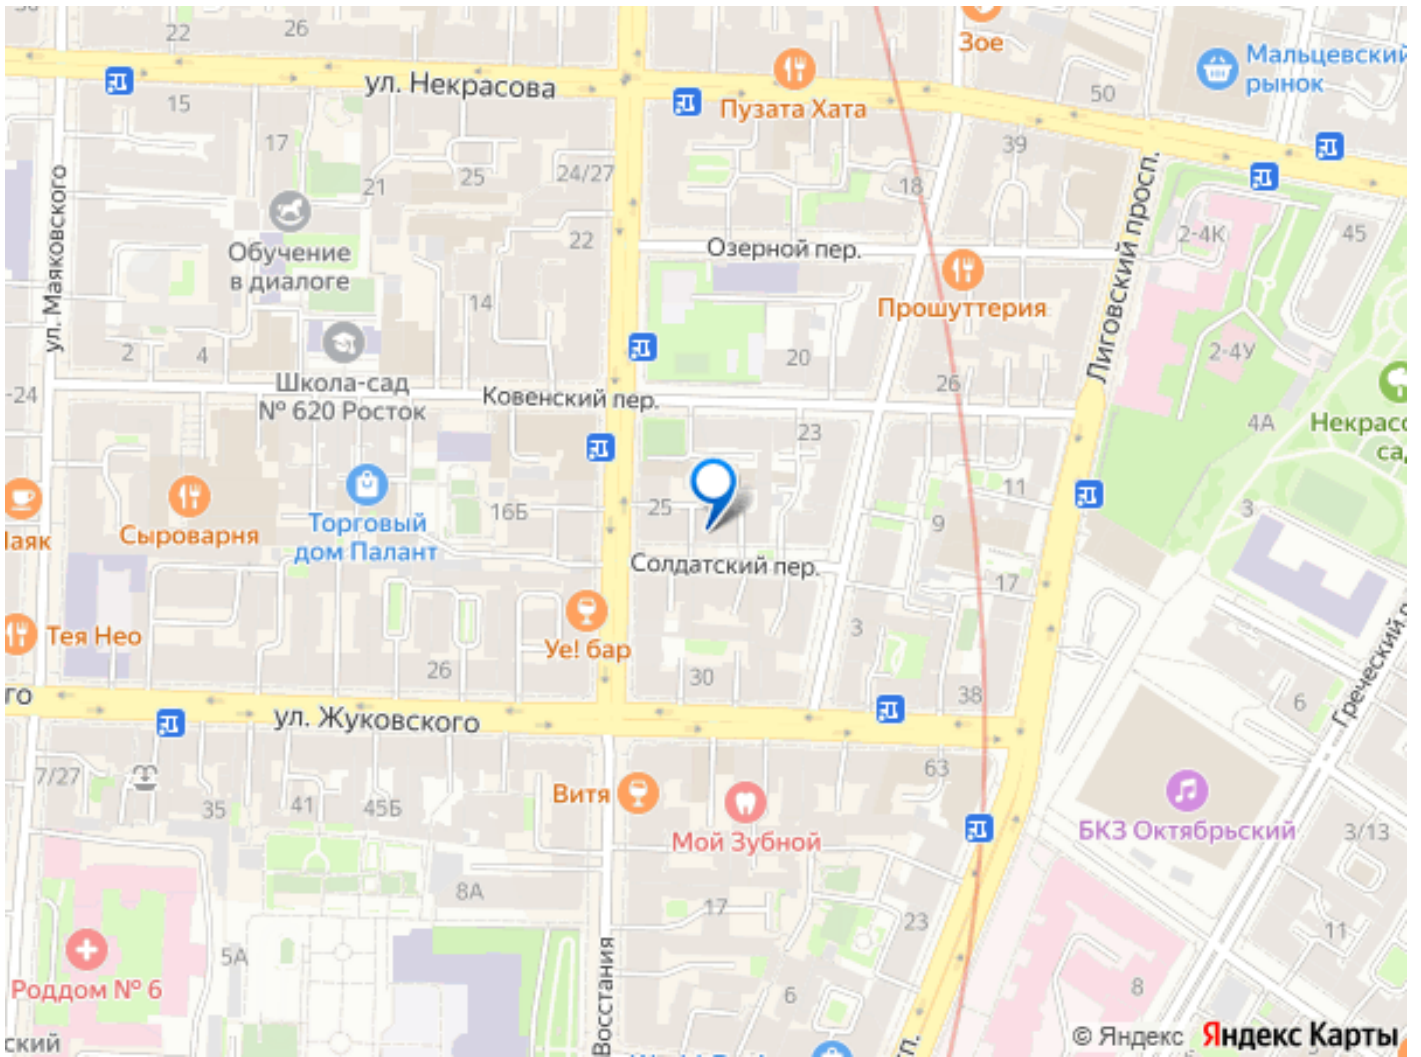 22
26
Зое
Мальцевский
рынок
ул. Некрасова
Пузата Хата
50
15
17
39
21
25
24/27
18
ул. Маяковского
Лиговский просп.
Обучение
в диалоге
22
Озерной пер.
2-4К
45
14
Прошуттерия
2
4
20
2-4У
Школа-сад
№ 620 Росток
Ковенский пер.
26
-24
23
4А
Некрасо
са
11
Сыроварня
Торговый
дом Палант
16Б
25
9
3
Солдатский пер.
17
Тея Нео
Уе! бар
3
26
30
38
6
Греческий
го
ул. Жуковского
7/27
35
41
45Б
Витя
Мой Зубной
63
БКЗ Октябрьский
3/13
8А
17
23
11
5А
Роддом № 6
6
8
Восстания
ский
© Яндекс Яндекс Карты